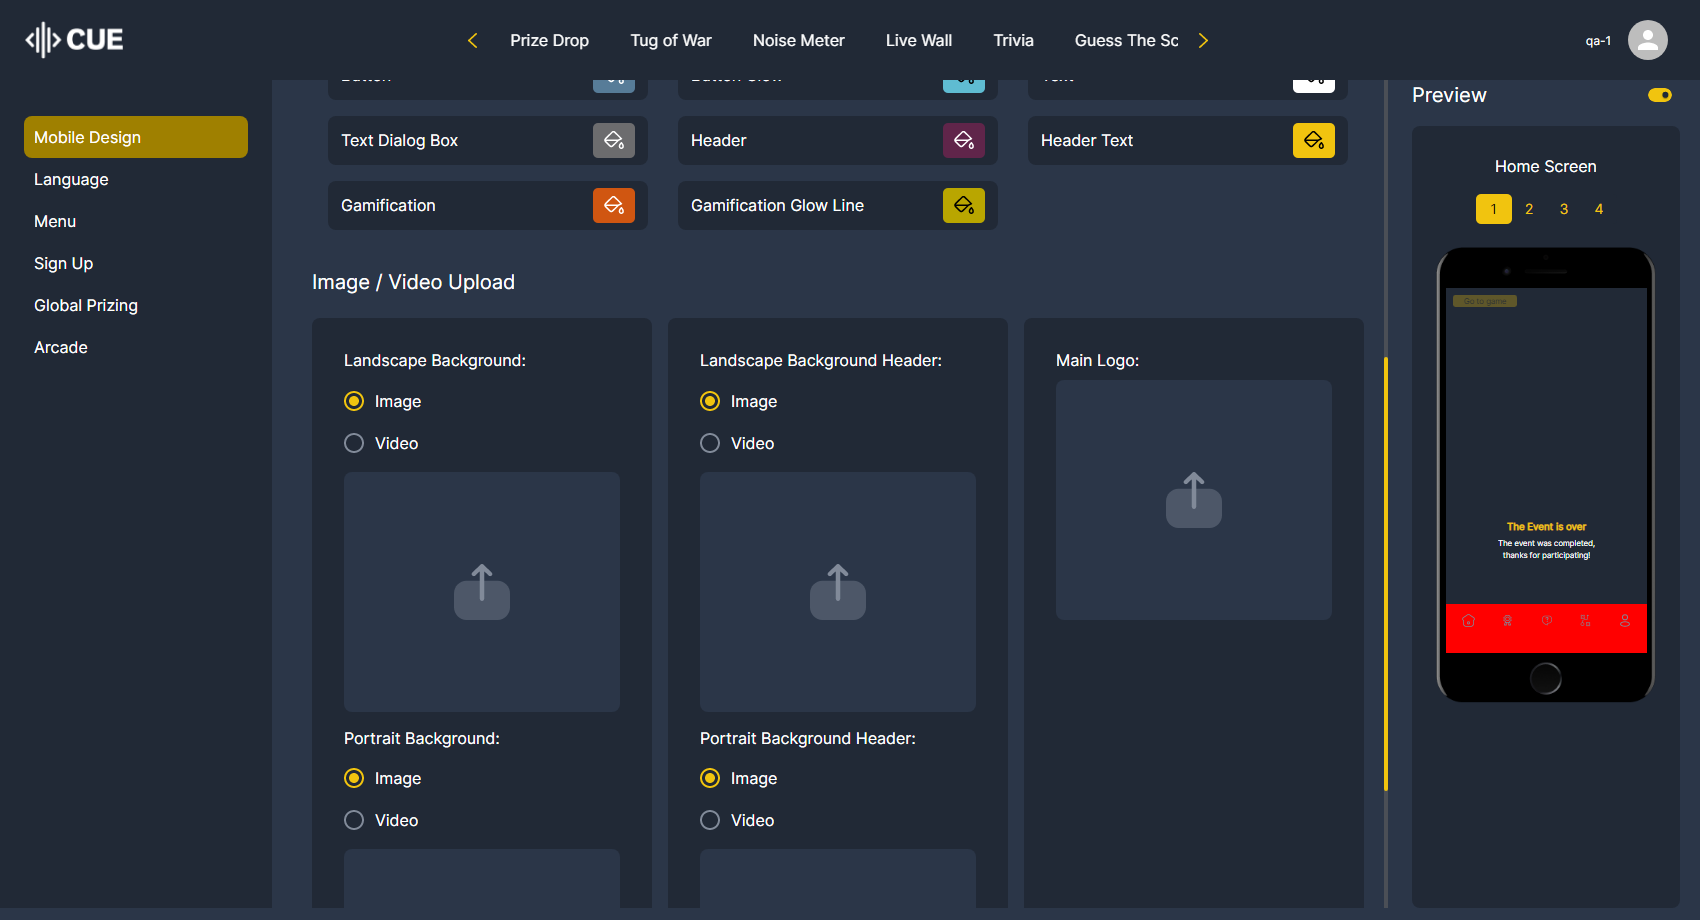 CUE
Prize Drop
Tug of War
Noise Meter
Live Wall
Trivia
Guess The Sc
qa-1
Mobile Design
Language
Menu
Sign Up
Global Prizing
Arcade
Text Dialog Box
Header
Header Text
Gamification
Gamification Glow Line
Image / Video Upload
Landscape Background:
Image
Video
Landscape Background Header:
Image
Video
Main Logo:
Portrait Background:
Image
Video
Portrait Background Header:
Image
Video
Preview
Home Screen
1 2 3 4
Go to game
The Event is over
The event was completed,
thanks for participating!